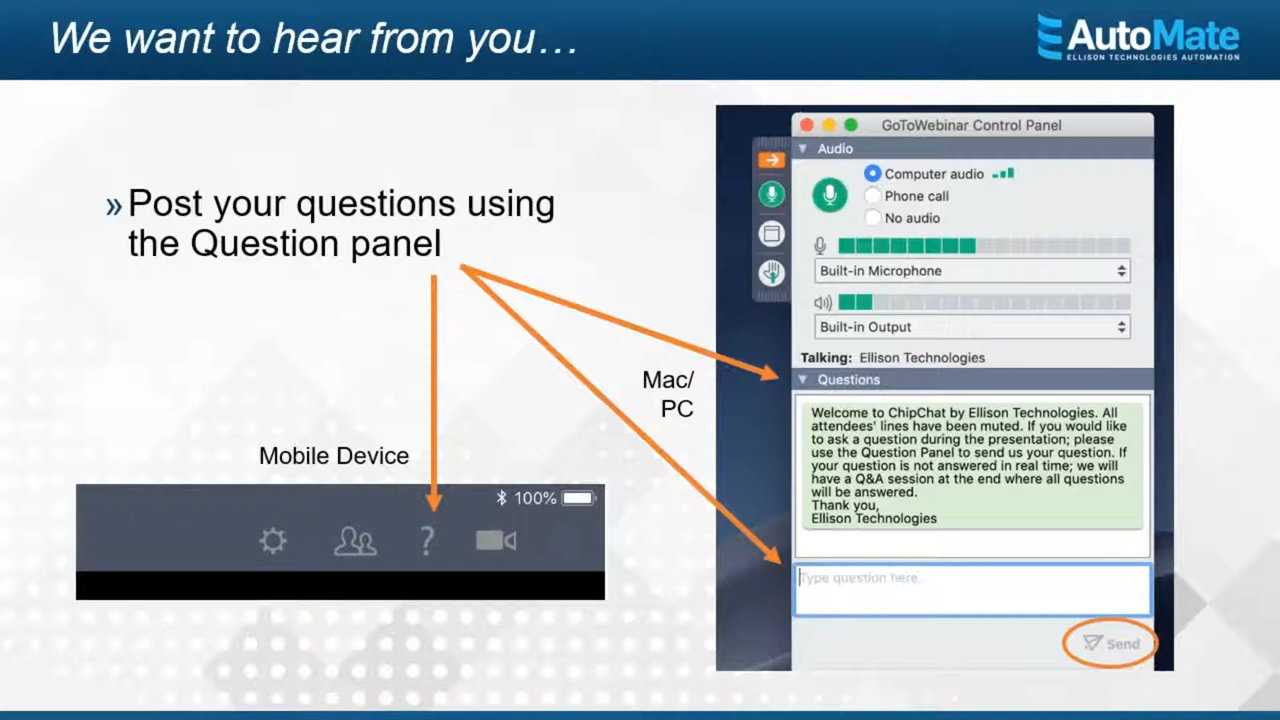 We want to hear from you…
AutoMate
ELLISON TECHNOLOGIES AUTOMATION
» Post your questions using
the Question panel
Mobile Device
100%
?
Mac/
PC
GoToWebinar Control Panel
Audio
Computer audio
Phone call
No audio
Built-in Microphone
Built-in Output
Talking: Ellison Technologies
Questions
Welcome to ChipChat by Ellison Technologies. All
attendees' lines have been muted. If you would like
to ask a question during the presentation; please
use the Question Panel to send us your question. If
your question is not answered in real time; we will
have a Q&A session at the end where all questions
will be answered.
Thank you,
Ellison Technologies
Type question here.
Send